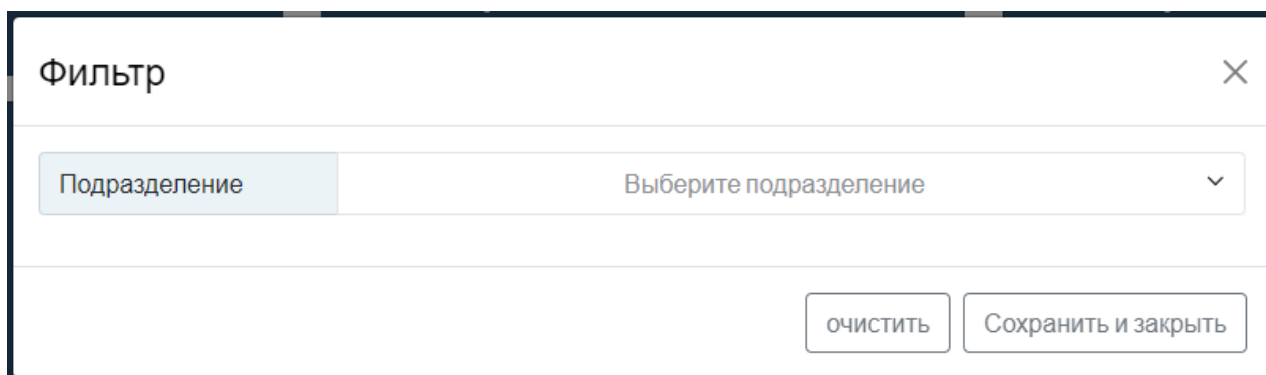 Фильтр
Подразделение
Выберите подразделение
очистить
Сохранить и закрыть